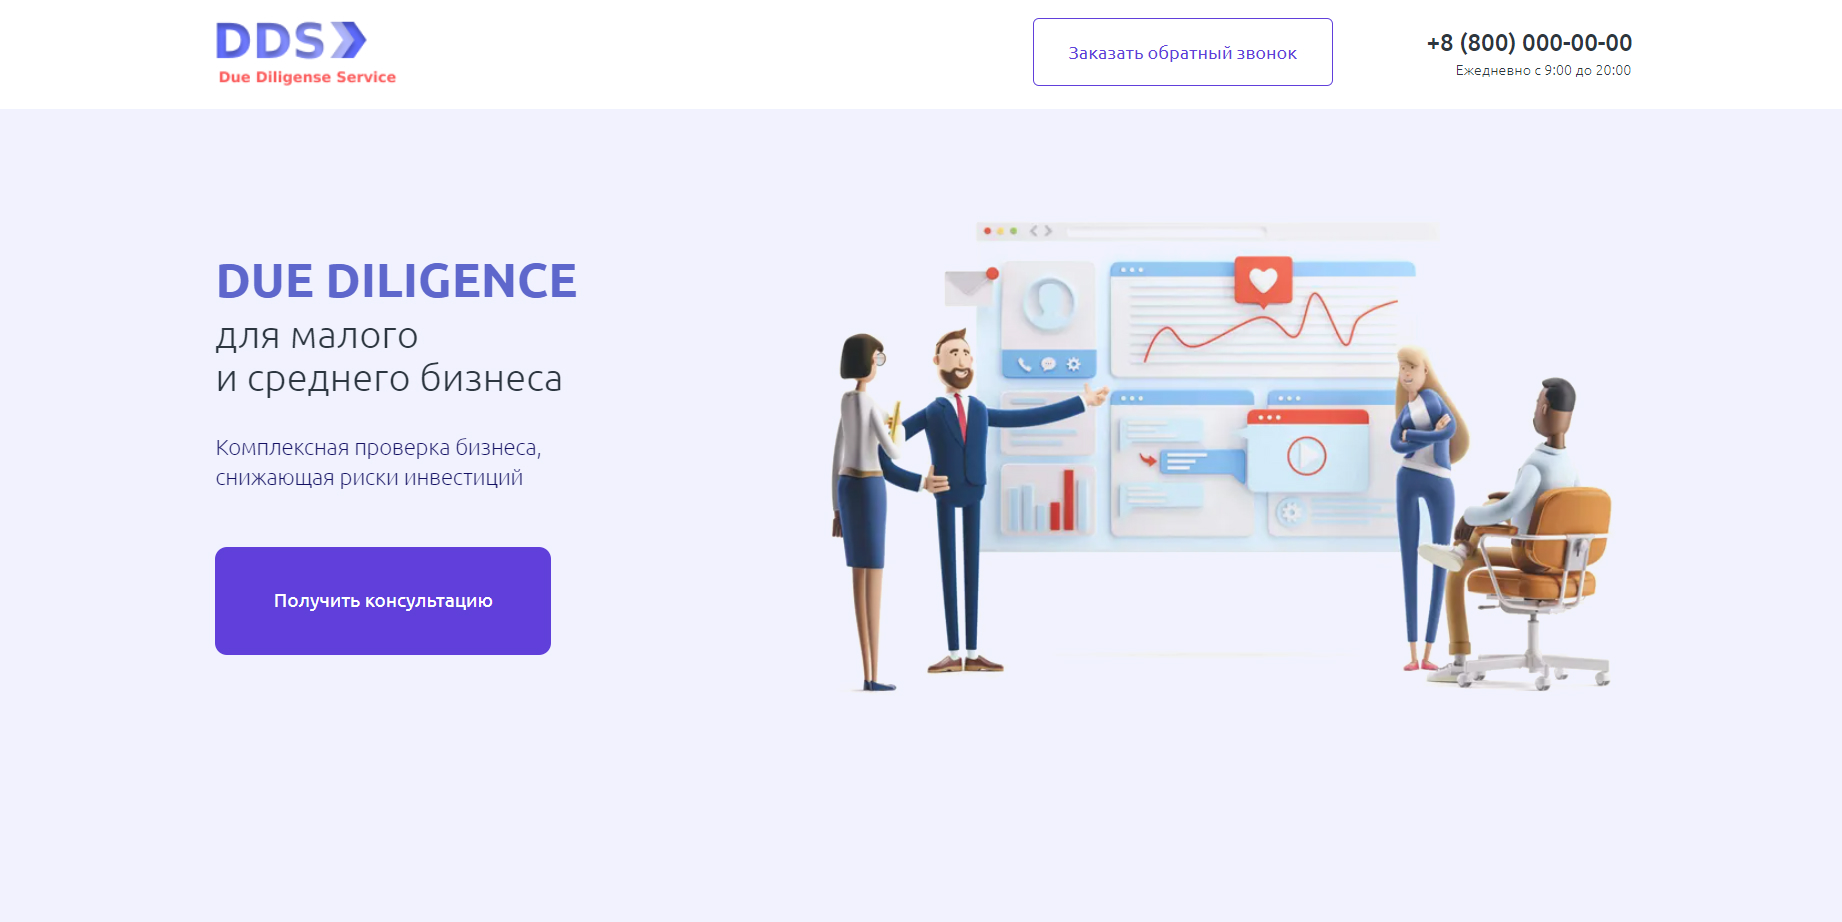 DDS
Due Diligense Service
Заказать обратный звонок
+8 (800) 000-00-00
Ежедневно с 9:00 до 20:00
DUE DILIGENCE
для малого
и среднего бизнеса
Комплексная проверка бизнеса,
снижающая риски инвестиций
Получить консультацию